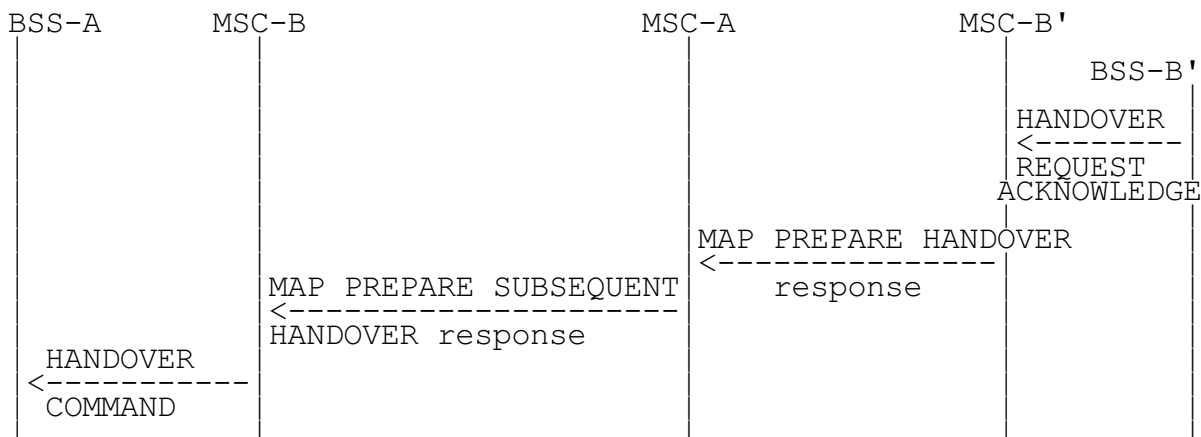 BSS-A MSC-B MSC-A MSC-B'
BSS-B'
HANDOVER
REQUEST
ACKNOWLEDGE
MAP PREPARE HANDOVER
response
MAP PREPARE SUBSEQUENT
HANDOVER response
HANDOVER
COMMAND